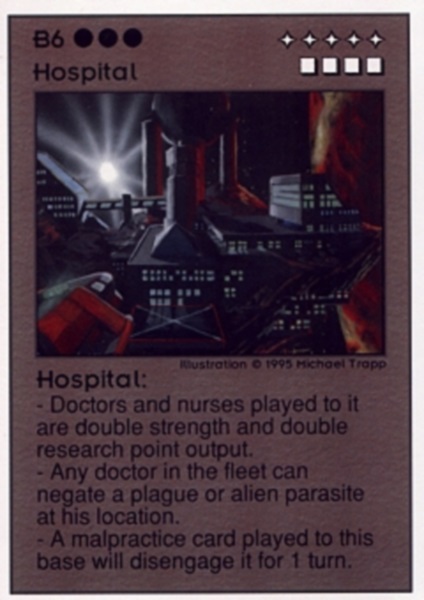 B6
Hospital
Illustration © 1995 Michael Trapp
Hospital:
- Doctors and nurses played to it
are double strength and double
research point output.
- Any doctor in the fleet can
negate a plague or alien parasite
at his location.
- A malpractice card played to this
base will disengage it for 1 turn.